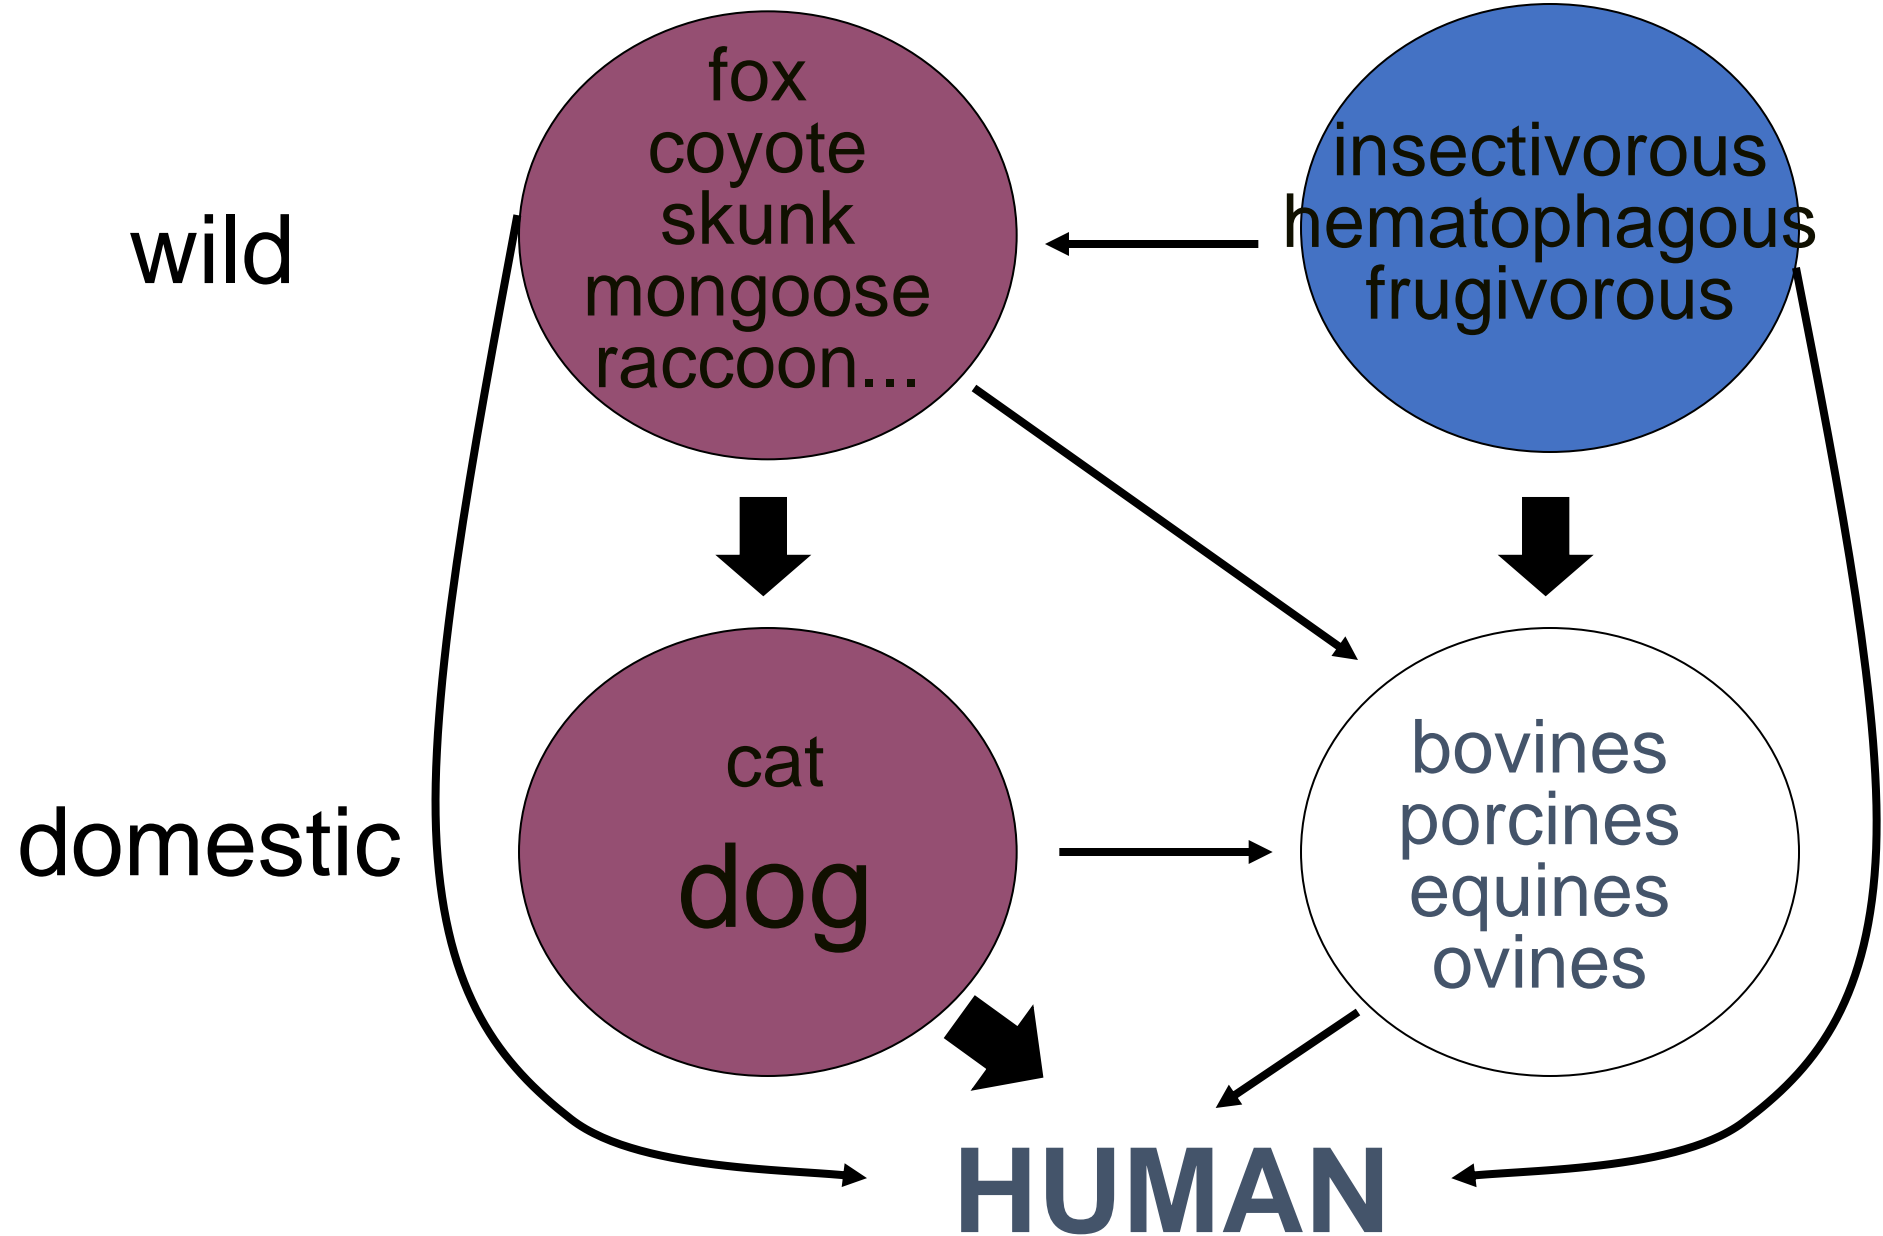 wild
fox
coyote
skunk
mongoose
raccoon...
insectivorous
hematophagous
frugivorous
domestic
cat
dog
bovines
porcines
equines
ovines
HUMAN